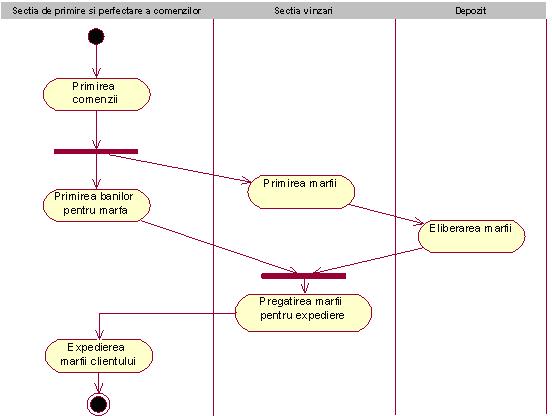 Sectia de primire si perfectare a comenzilor
Sectia vinzari
Depozit
Primirea
comenzii
Primirea banilor
pentru marfa
Primirea marfii
Eliberarea marfii
Pregatirea marfii
pentru expediere
Expedierea
marfii clientului